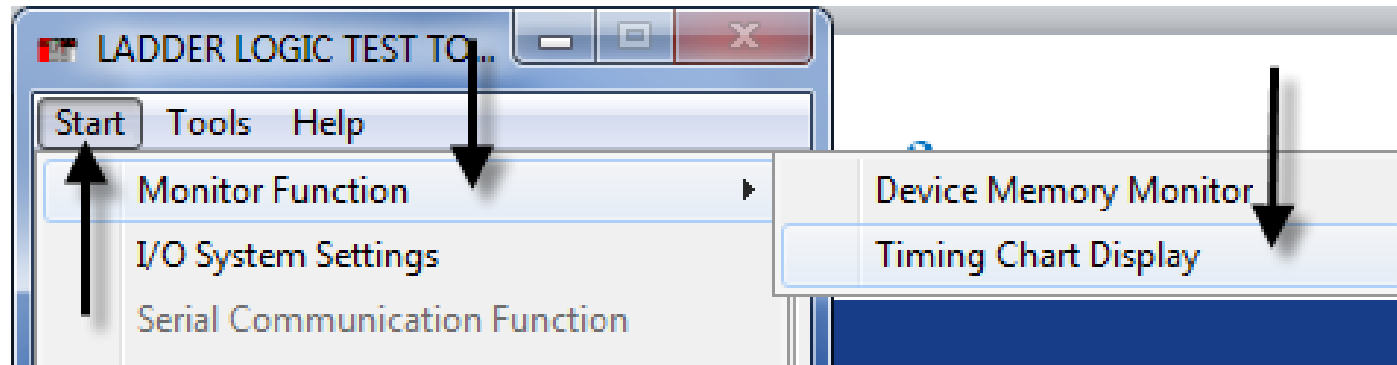 LADDER LOGIC TEST TO...
Start Tools Help
Monitor Function
Device Memory Monitor
I/O System Settings
Timing Chart Display
Serial Communication Function